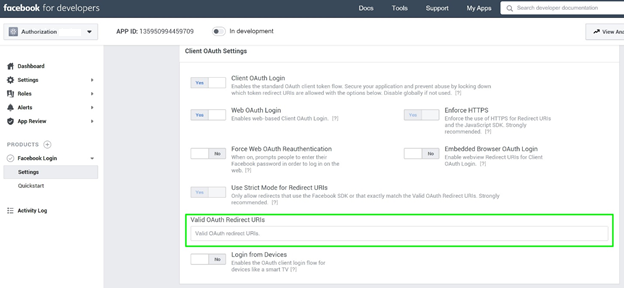 facebook for developers
Docs
Tools
Support
My Apps
Search developer documentation
Authorization
APP ID: 135950994459709
In development
View Ana
Client OAuth Settings
Dashboard
Settings
Roles
Alerts
App Review
PRODUCTS
Facebook Login
Settings
Quickstart
Activity Log
Yes
Client OAuth Login
Enables the standard OAuth client token flow. Secure your application and prevent abuse by locking down
which token redirect URIs are allowed with the options below. Disable globally if not used. [?]
Yes
Web OAuth Login
Enables web-based Client OAuth Login. [?]
Yes
Enforce HTTPS
Enforce the use of HTTPS for Redirect URIs
and the JavaScript SDK. Strongly
recommended. [?]
No
Force Web OAuth Reauthentication
When on, prompts people to enter their
Facebook password in order to log in on the
web. [?]
No
Embedded Browser OAuth Login
Enable webview Redirect URIs for Client
OAuth Login. [?]
Yes
Use Strict Mode for Redirect URIs
Only allow redirects that use the Facebook SDK or that exactly match the Valid OAuth Redirect URIs. Strongly
recommended. [?]
Valid OAuth Redirect URIs
Valid OAuth redirect URIs.
No
Login from Devices
Enables the OAuth client login flow for
devices like a smart TV [?]